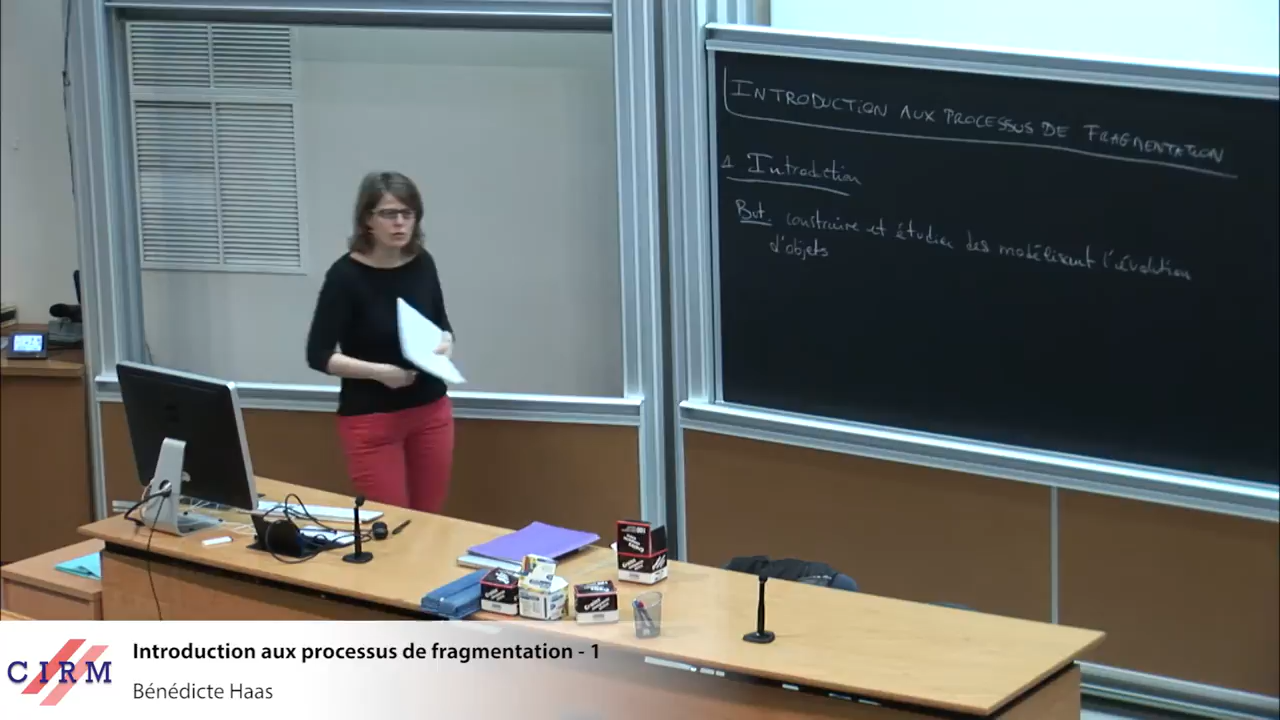 INTRODUCTION AUX PROCESSUS DE FRAGMENTATION
1 Introduction
But: construire et étudier des modélisant l'évolution
d'objets
CIRM
Introduction aux processus de fragmentation - 1
Bénédicte Haas